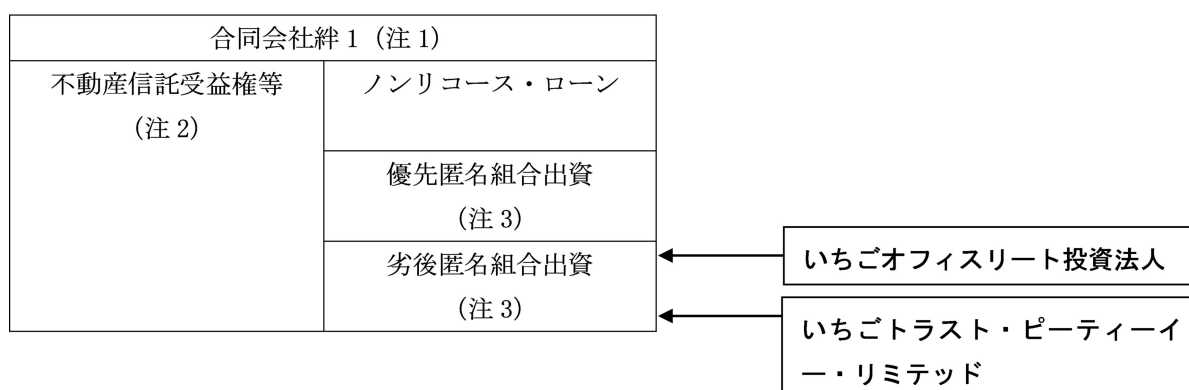 合同会社絆 1（注 1）
不動産信託受益権等
（注 2）
ノンリコース・ローン
優先匿名組合出資
（注 3）
劣後匿名組合出資
（注 3）
いちごオフィスリート投資法人
いちごトラスト・ピーティーイ
ー・リミテッド